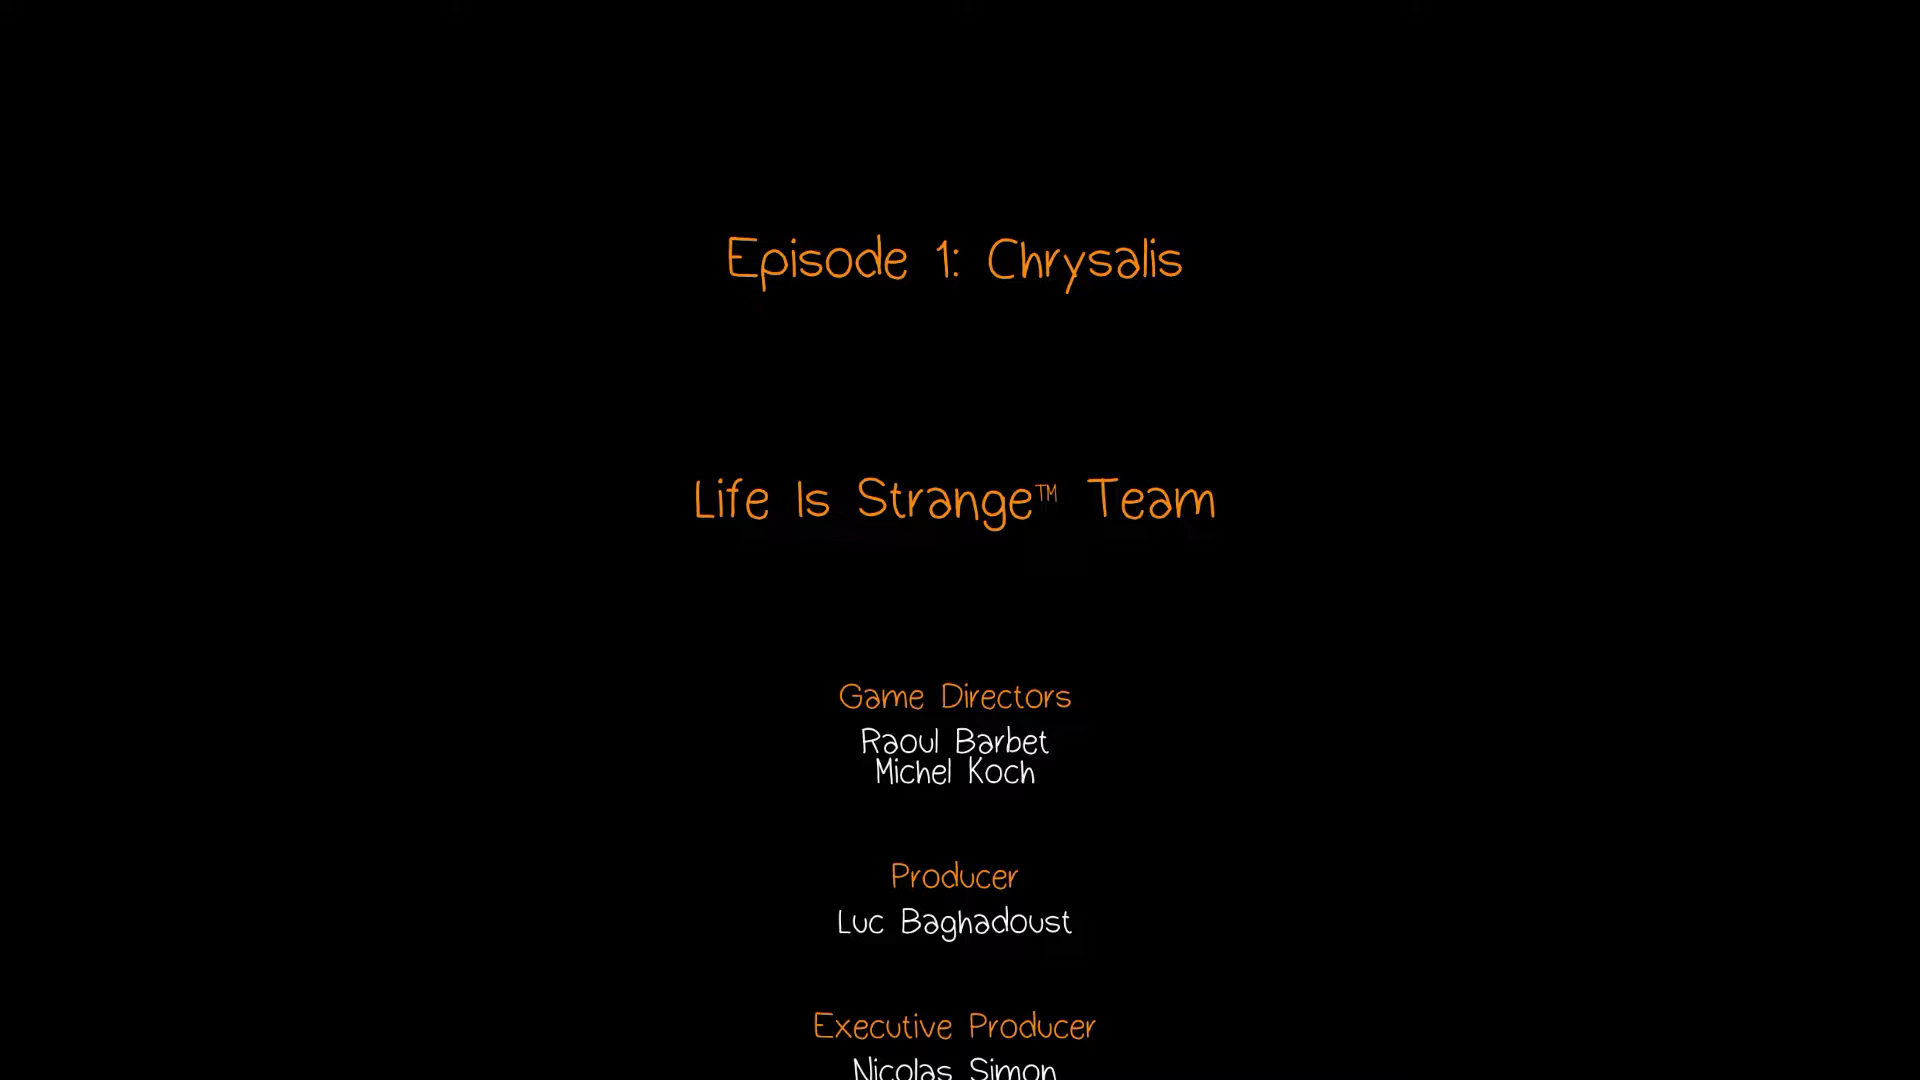 Episode 1: Chrysalis
Life Is Strange™ Team
Game Directors
Raoul Barbet
Michel Koch
Producer
Luc Baghadoust
Executive Producer
Nicolas Simon